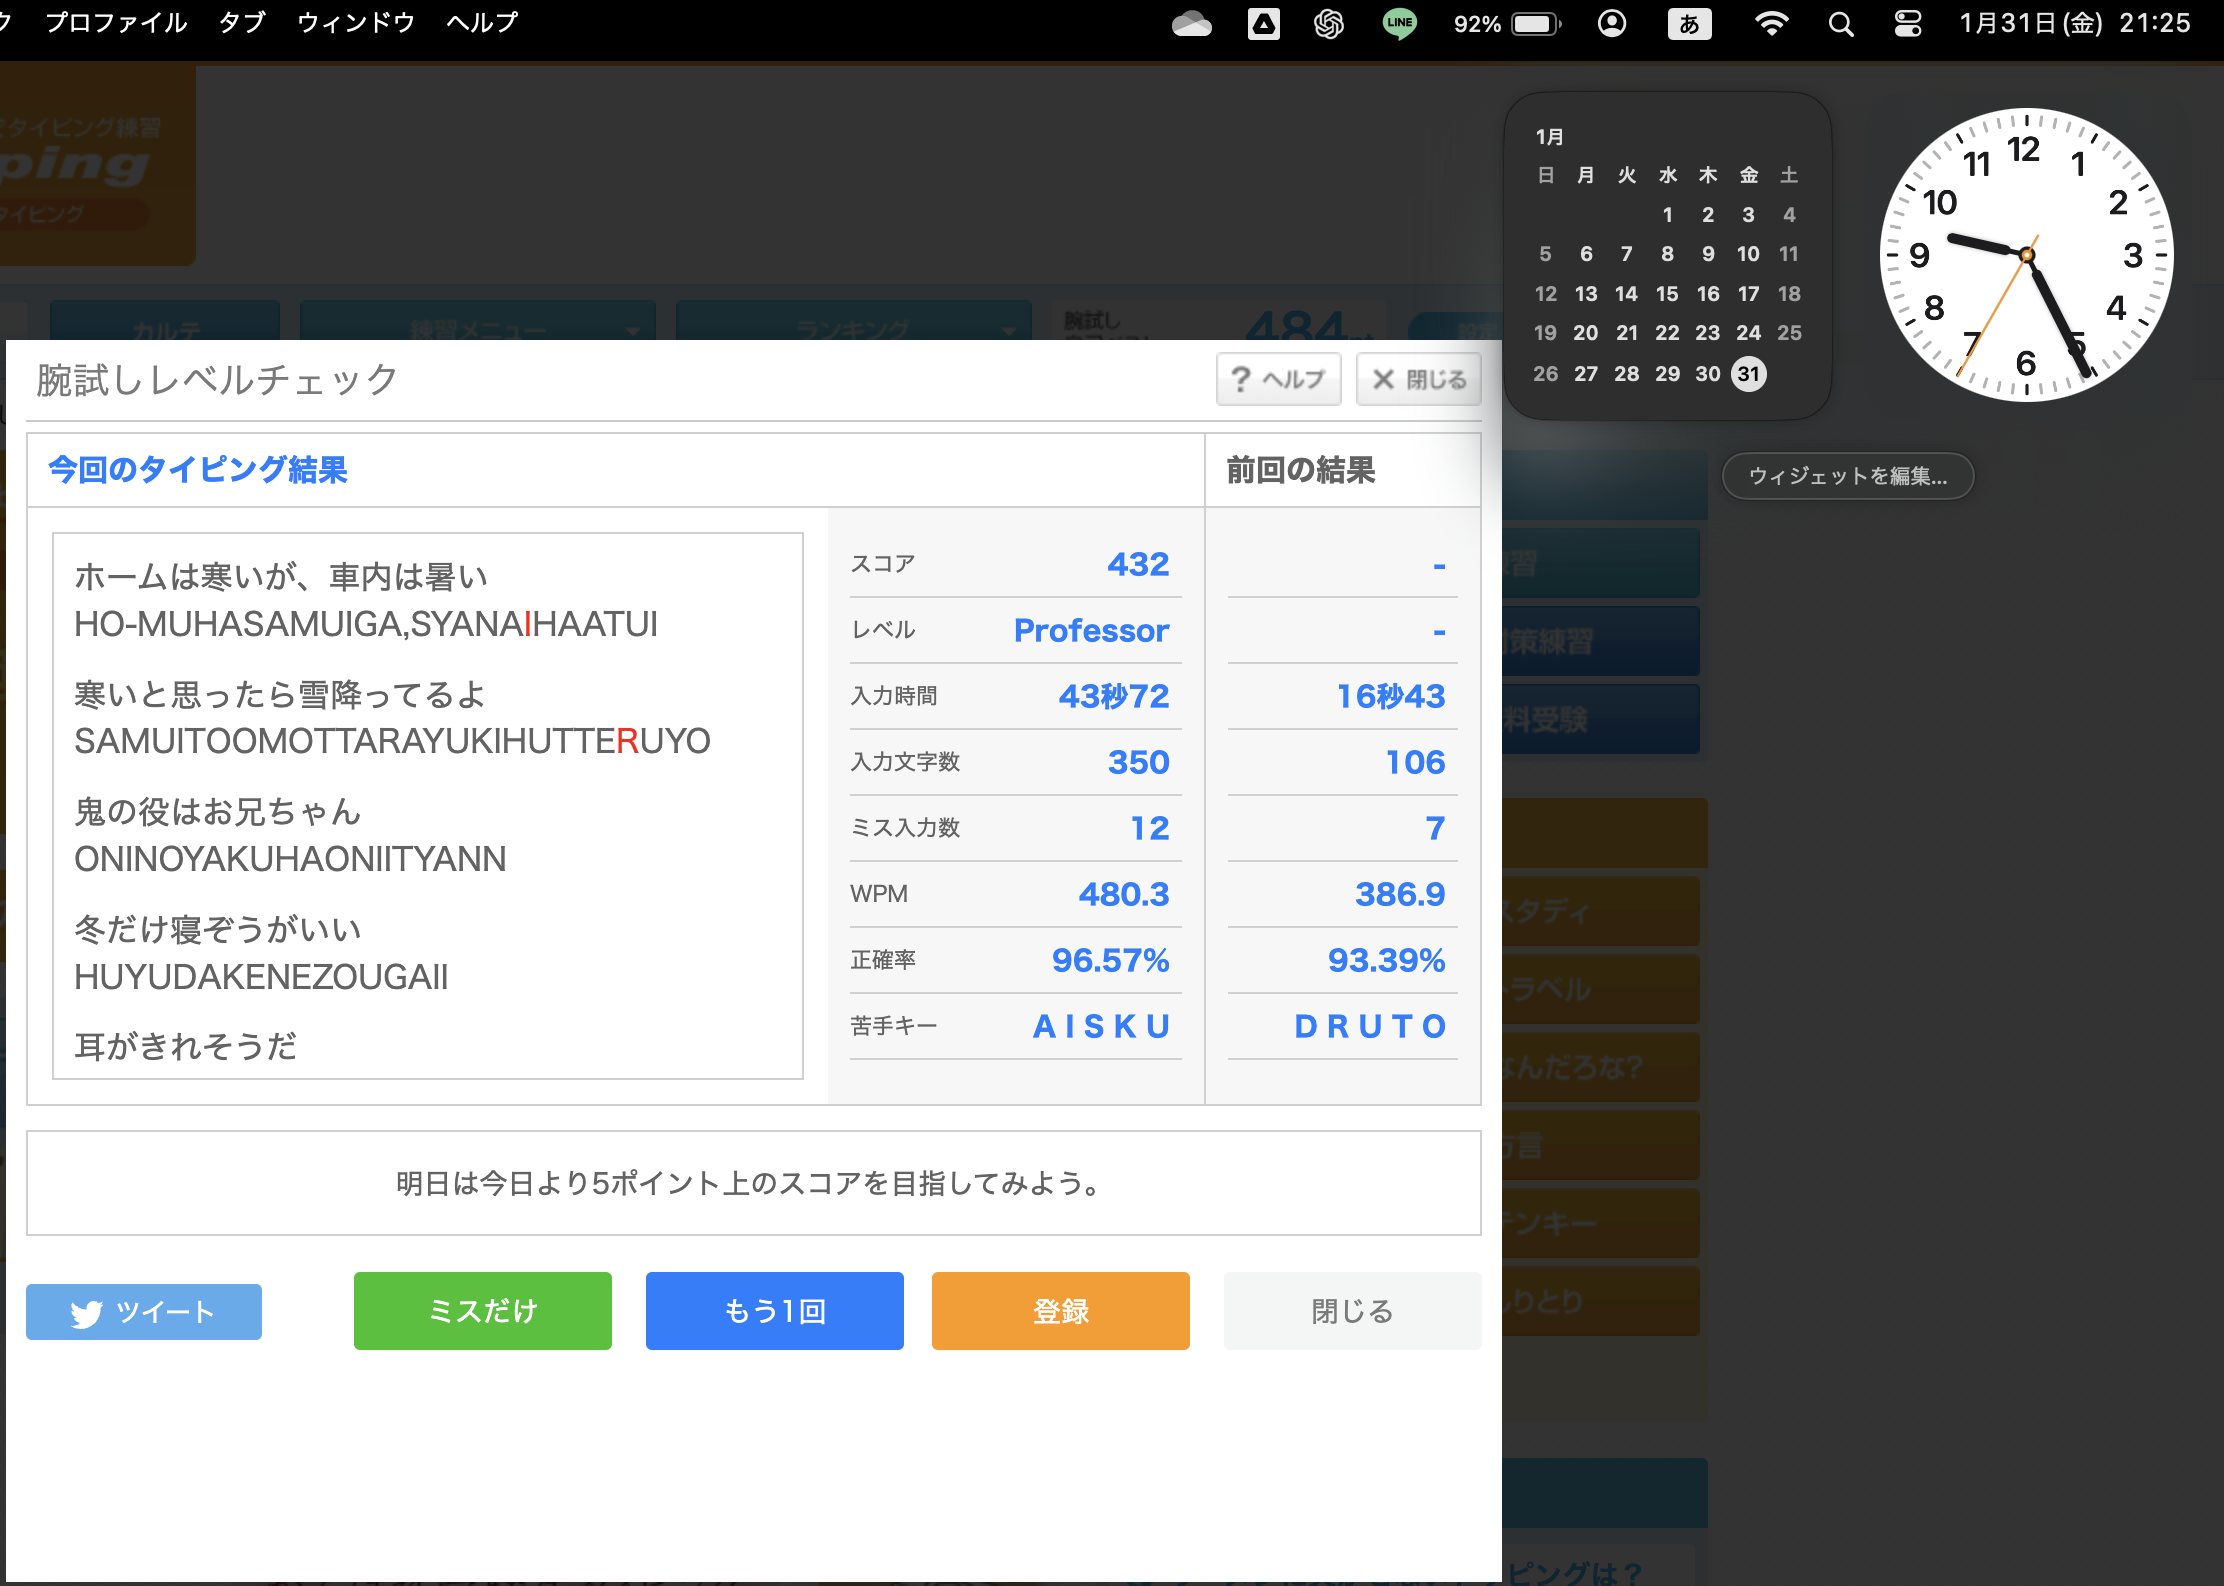 プロファイル タブ ウィンドウ ヘルプ LINE 92% あ 1月31日(金) 21:25
タイピング練習
ping
タイピング
1月
日 月 火 水 木 金 土
1 2 3 4
5 6 7 8 9 10 11
12 13 14 15 16 17 18
19 20 21 22 23 24 25
26 27 28 29 30 31
12 1 2 3 4 5 6 7 8 9 10 11
ウィジェットを編集...
カルテ 練習メニュー ランキング 腕試し 484
腕試しレベルチェック ? ヘルプ × 閉じる
今回のタイピング結果 前回の結果
ホームは寒いが、車内は暑い
HO-MUHASAMUIGA,SYANAIHAATUI
寒いと思ったら雪降ってるよ
SAMUITOOMOTTARAYUKIHUTTERUYO
鬼の役はお兄ちゃん
ONINOYAKUHAONIITYANN
冬だけ寝ぞうがいい
HUYUDAKENEZOUGAII
耳がきれそうだ
スコア 432 -
レベル Professor -
入力時間 43秒72 16秒43
入力文字数 350 106
ミス入力数 12 7
WPM 480.3 386.9
正確率 96.57% 93.39%
苦手キー A I S K U D R U T O
明日は今日より5ポイント上のスコアを目指してみよう。
ツイート ミスだけ もう1回 登録 閉じる
練習
対策練習
料受験
スタディ
トラベル
なんだろな?
方言
テンキー
しりとり
ピングは？